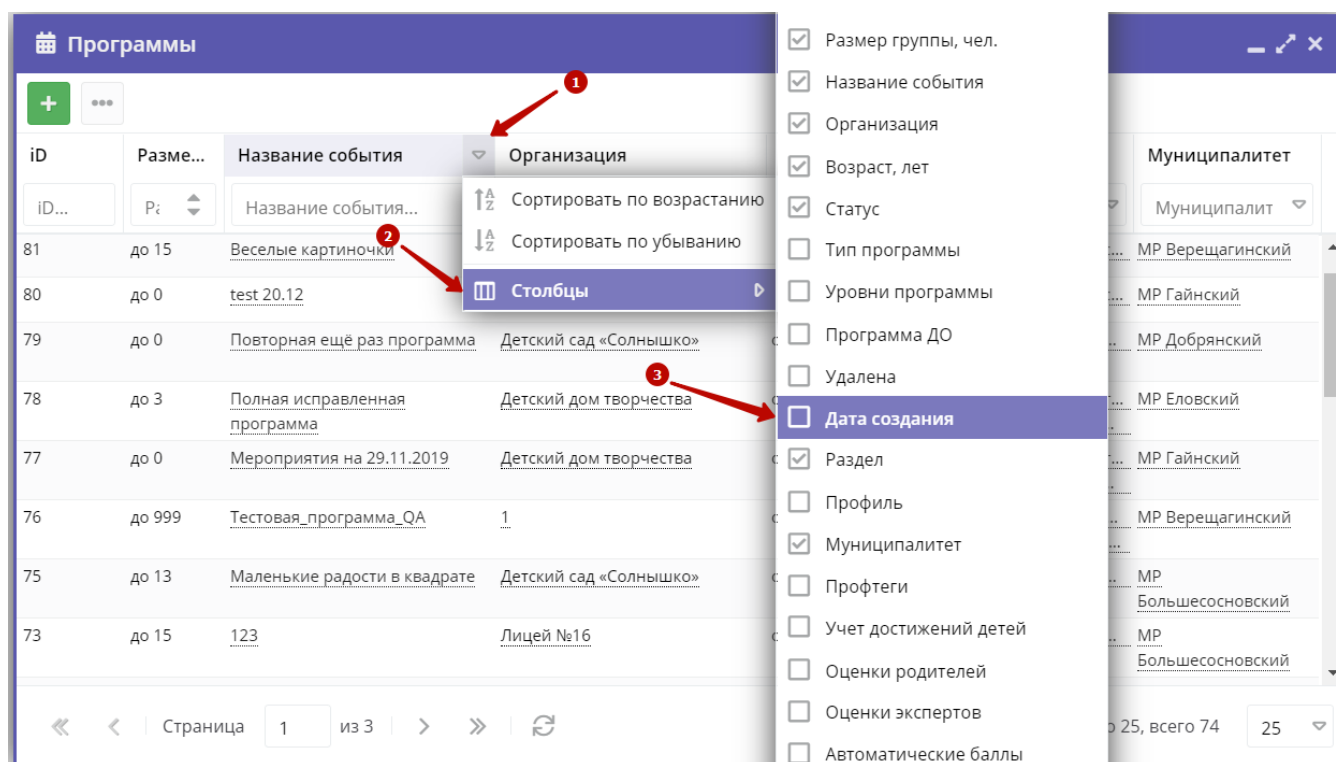 Программы
1
iD
Разме...
Название события
Организация
Муниципалитет
iD...
Название события...
Муниципалит
Сортировать по возрастанию
Сортировать по убыванию
2
Столбцы
81
до 15
Веселые картиночки
МР Верещагинский
80
до 0
test 20.12
МР Гайнский
79
до 0
Повторная ещё раз программа
Детский сад «Солнышко»
МР Добрянский
3
78
до 3
Полная исправленная
программа
Детский дом творчества
МР Еловский
77
до 0
Мероприятия на 29.11.2019
Детский дом творчества
МР Гайнский
76
до 999
Тестовая_программа_QA
1
МР Верещагинский
75
до 13
Маленькие радости в квадрате
Детский сад «Солнышко»
МР
Большесосновский
73
до 15
123
Лицей №16
МР
Большесосновский
Размер группы, чел.
Название события
Организация
Возраст, лет
Статус
Тип программы
Уровни программы
Программа ДО
Удалена
Дата создания
Раздел
Профиль
Муниципалитет
Профтеги
Учет достижений детей
Оценки родителей
Оценки экспертов
Автоматические баллы
Страница
1
из 3
25, всего 74
25